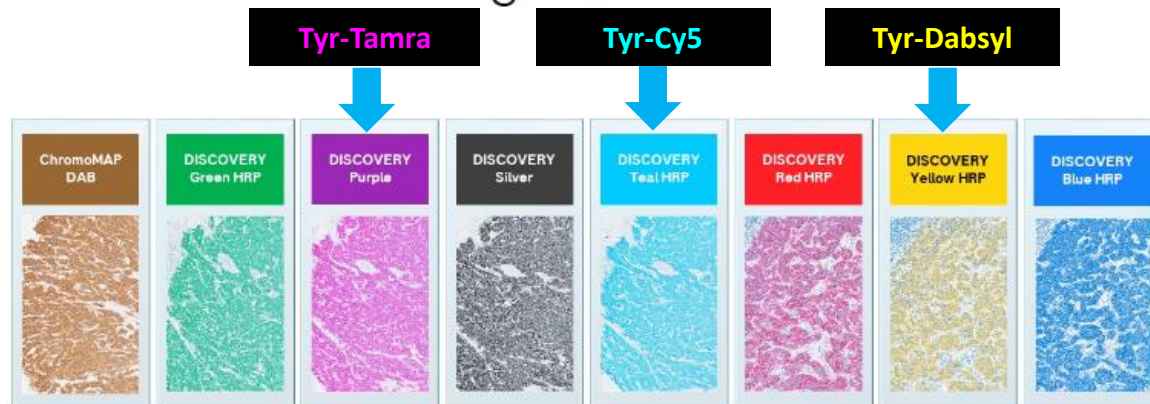 Tyr-Tamra
Tyr-Cy5
Tyr-Dabsyl
ChromoMAP
DAB
DISCOVERY
Green HRP
DISCOVERY
Purple
DISCOVERY
Silver
DISCOVERY
Teal HRP
DISCOVERY
Red HRP
DISCOVERY
Yellow HRP
DISCOVERY
Blue HRP